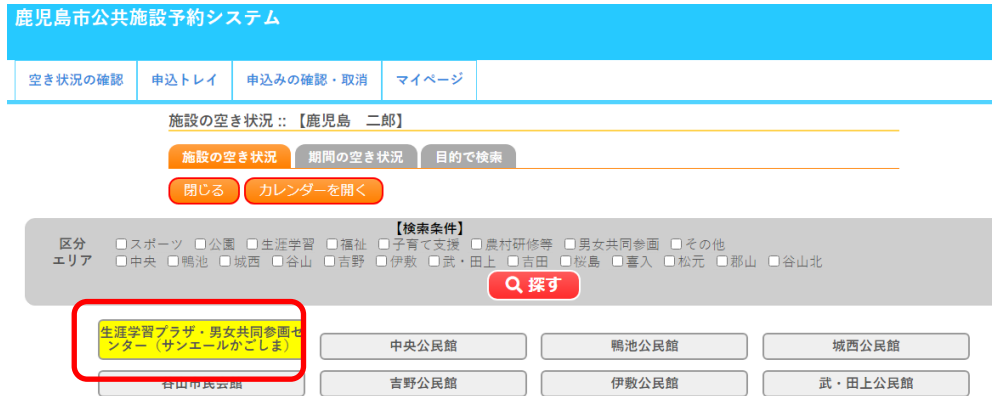 鹿児島市公共施設予約システム
空き状況の確認 申込トレイ 申込みの確認・取消 マイページ
施設の空き状況 :: 【鹿児島　二郎】
施設の空き状況 期間の空き状況 目的で検索
閉じる カレンダーを開く
【検索条件】
区分 スポーツ 公園 生涯学習 福祉 子育て支援 農村研修等 男女共同参画 その他
エリア 中央 鴨池 城西 谷山 吉野 伊敷 武・田上 吉田 桜島 喜入 松元 郡山 谷山北
探す
生涯学習プラザ・男女共同参画セ
ンター（サンエールかごしま） 中央公民館 鴨池公民館 城西公民館
谷山市民会館 吉野公民館 伊敷公民館 武・田上公民館